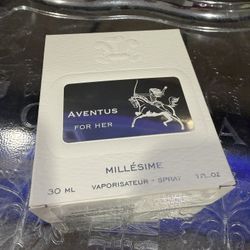 AVENTUS
FOR HER
MILLÉSIME
30 ML VAPORISATEUR - SPRAY 1 FL.OZ